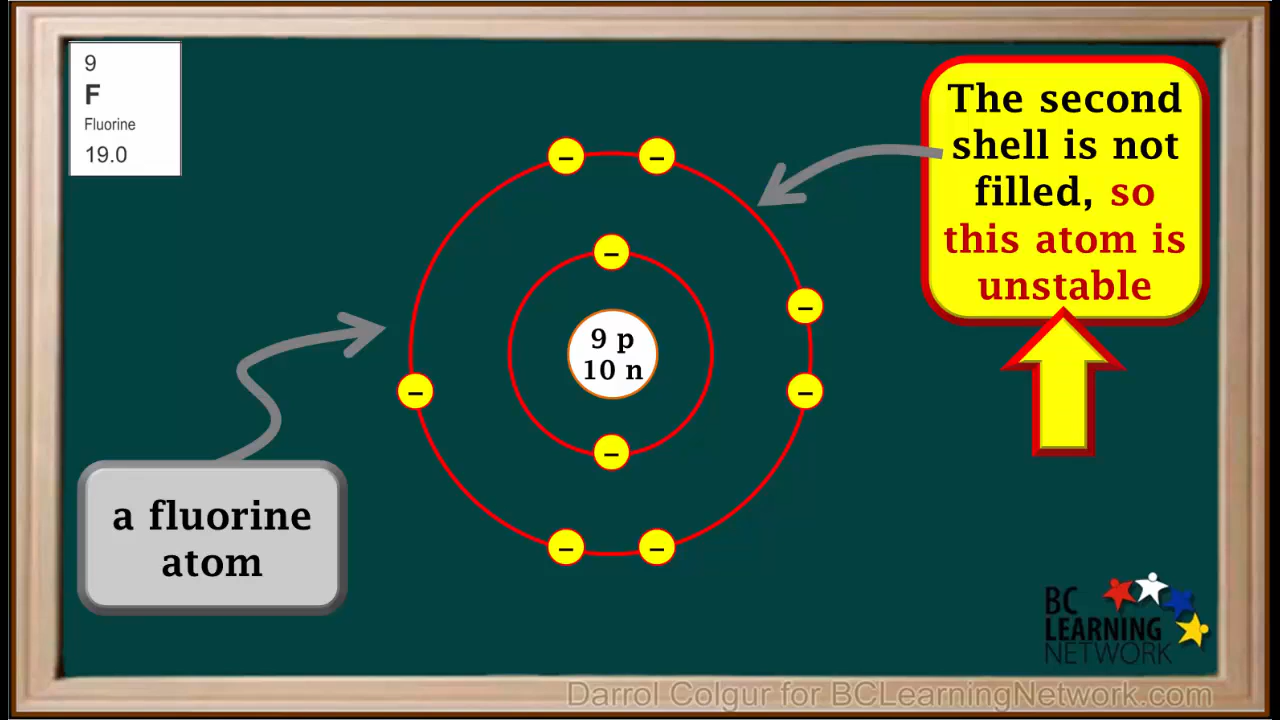 9
F
Fluorine
19.0
The second
shell is not
filled, so
this atom is
unstable
–
–
–
–
9 p
10 n
–
–
–
–
–
a fluorine
atom
BC
LEARNING
NETWORK
Darrol Colgur for BCLearningNetwork.com